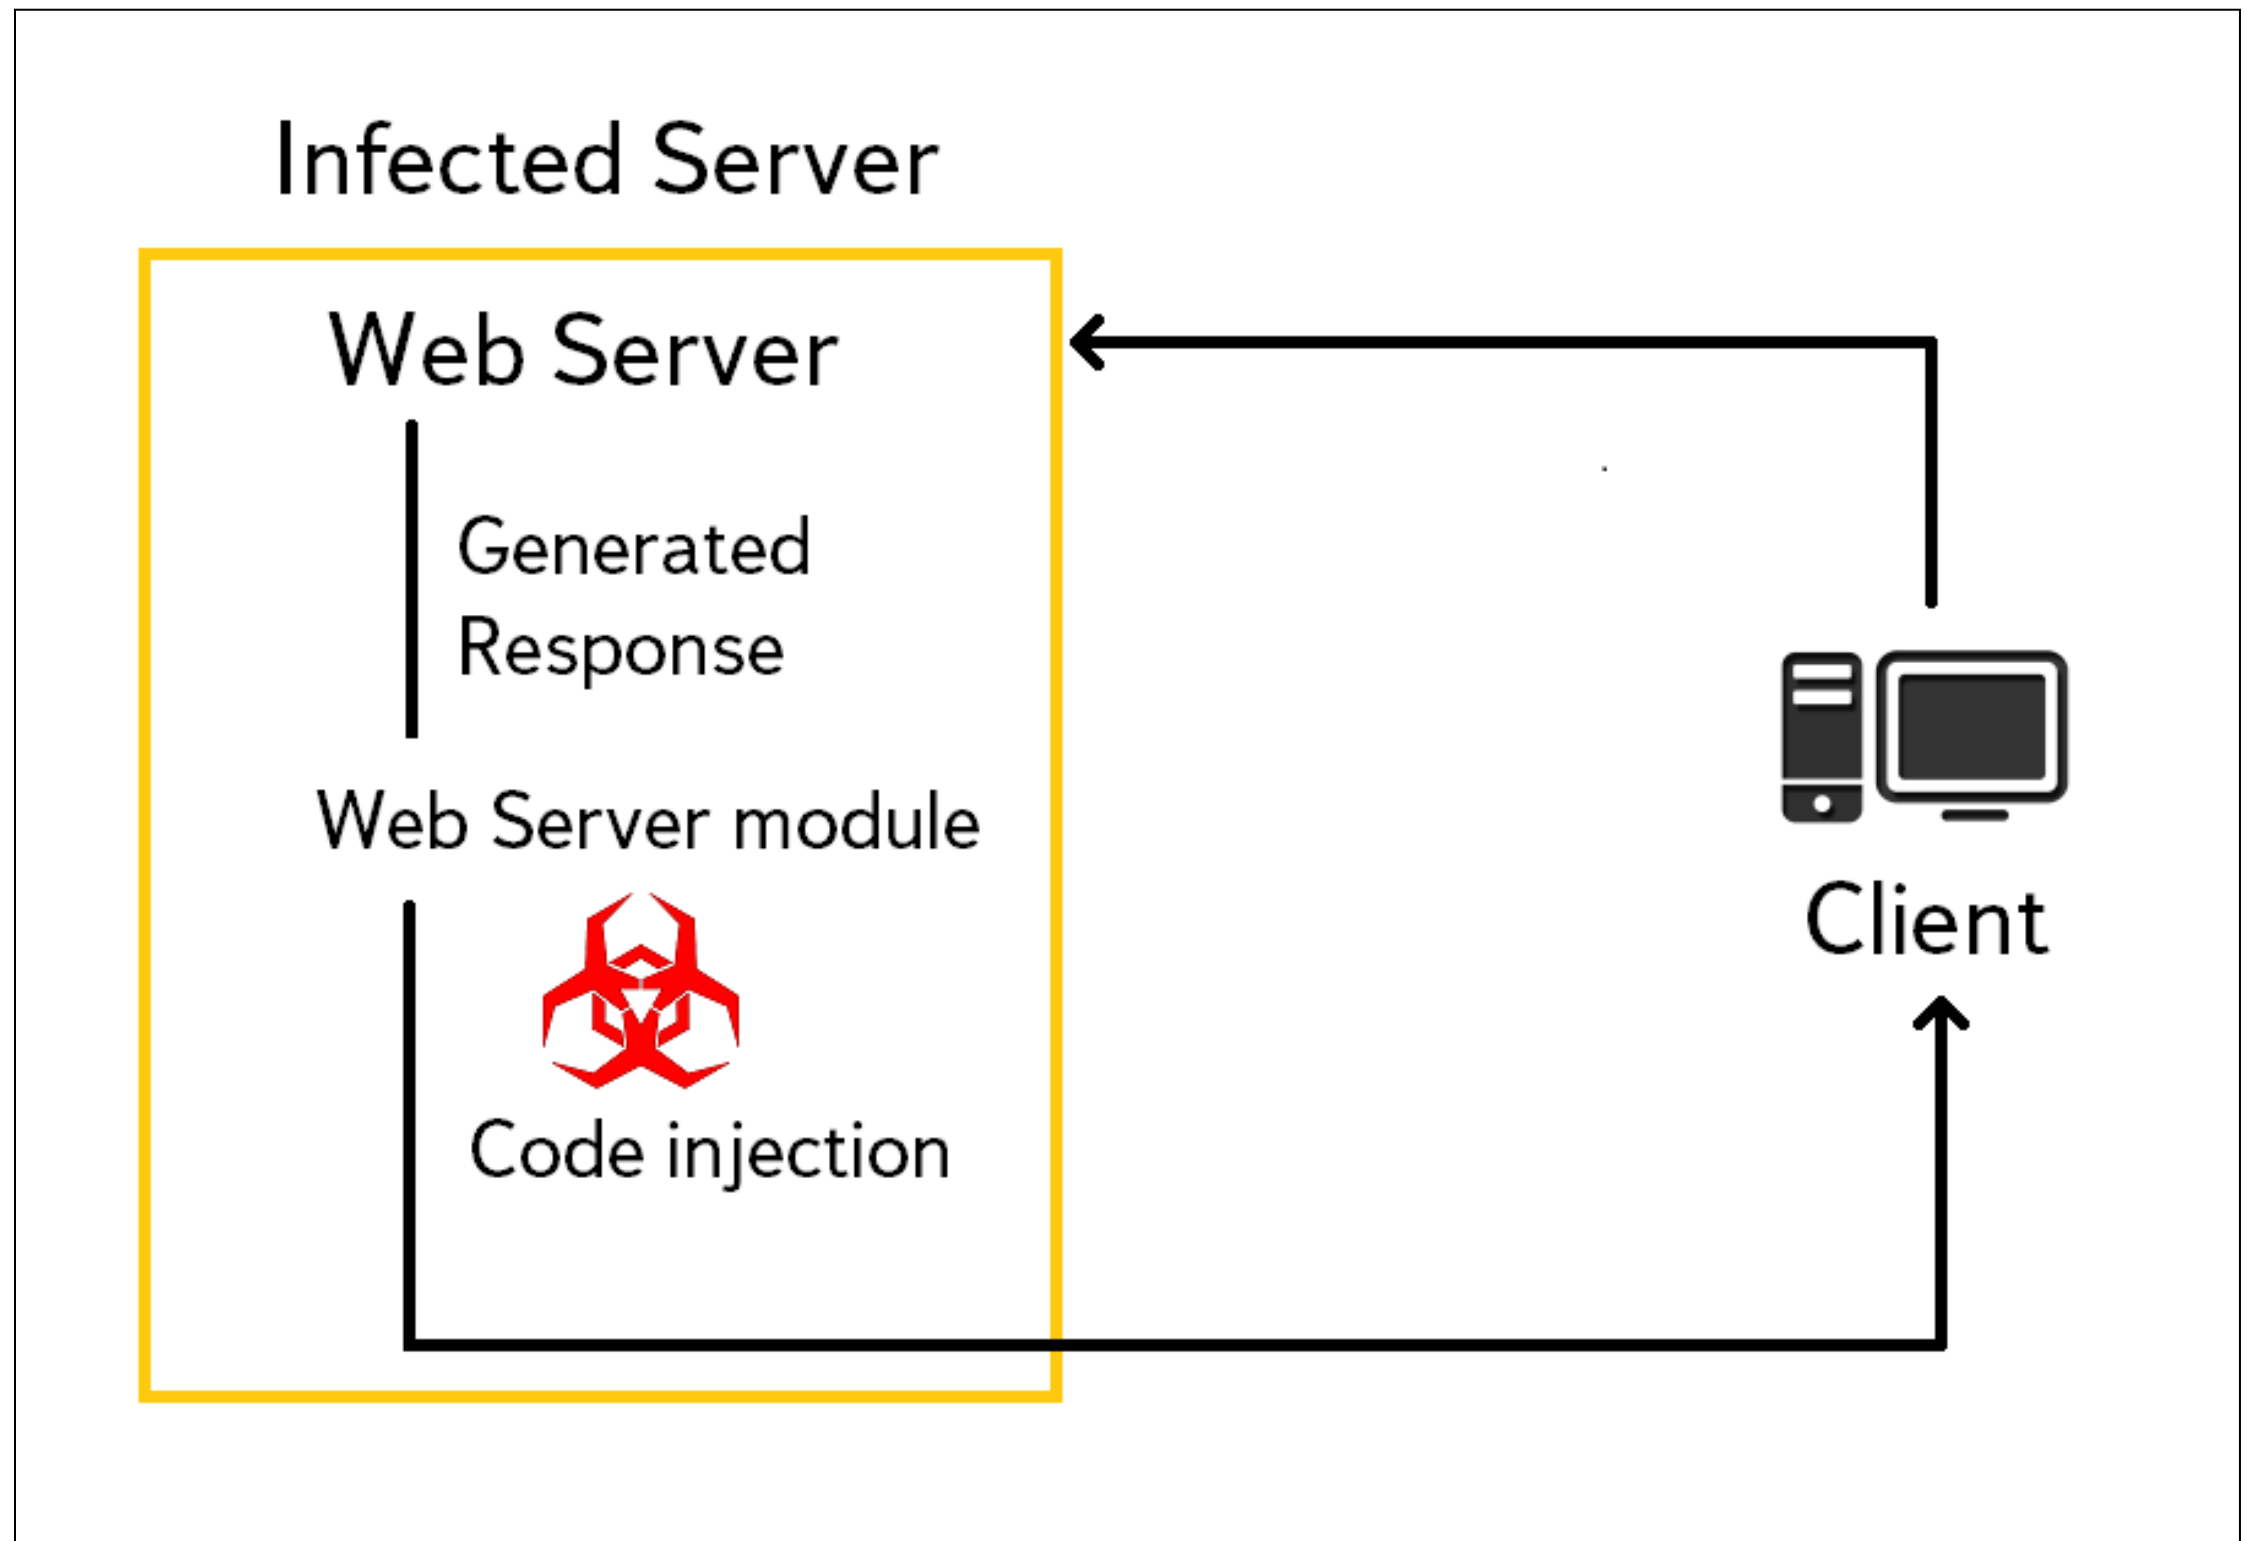 Infected Server
Web Server
Generated
Response
Web Server module
Code injection
Client